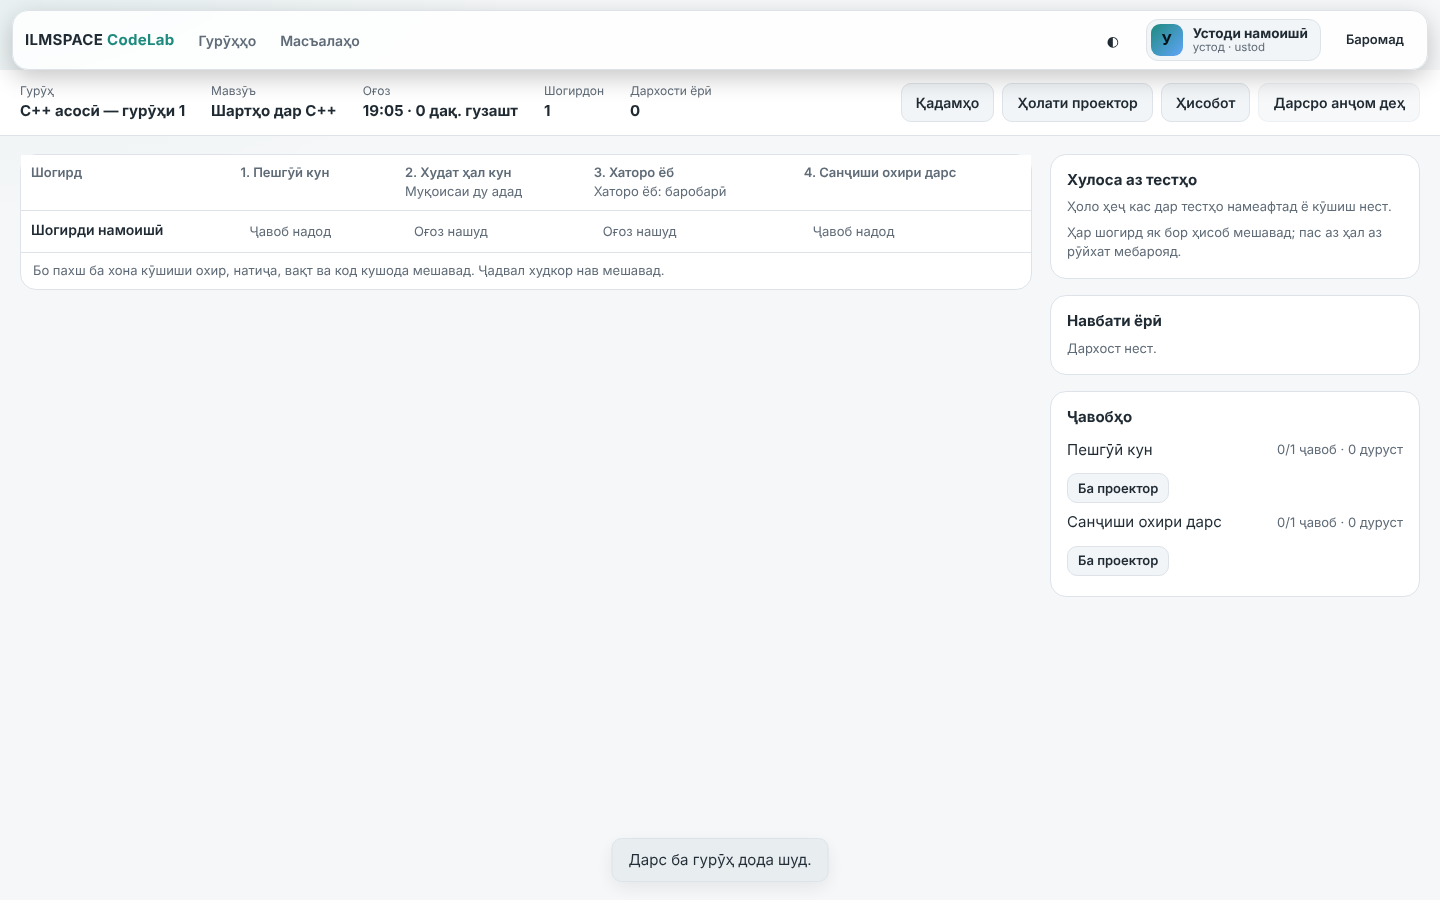 ILMSPACE CodeLab
Гурӯҳҳо
Масъалаҳо
◐
У
Устоди намоишӣ
устод · ustod
Баромад
Гурӯҳ
C++ асосӣ — гурӯҳи 1
Мавзӯъ
Шартҳо дар C++
Оғоз
19:05 · 0 дақ. гузашт
Шогирдон
1
Дархости ёрӣ
0
Қадамҳо
Ҳолати проектор
Ҳисобот
Дарсро анҷом деҳ
Шогирд
1. Пешгӯӣ кун
2. Худат ҳал кун
Муқоисаи ду адад
3. Хаторо ёб
Хаторо ёб: баробарӣ
4. Санҷиши охири дарс
Шогирди намоишӣ
Ҷавоб надод
Оғоз нашуд
Оғоз нашуд
Ҷавоб надод
Бо пахш ба хона кӯшиши охир, натиҷа, вақт ва код кушода мешавад. Ҷадвал худкор нав мешавад.
Хулоса аз тестҳо
Ҳоло ҳеҷ кас дар тестҳо намеафтад ё кӯшиш нест.
Ҳар шогирд як бор ҳисоб мешавад; пас аз ҳал аз
рӯйхат мебарояд.
Навбати ёрӣ
Дархост нест.
Ҷавобҳо
Пешгӯӣ кун
0/1 ҷавоб · 0 дуруст
Ба проектор
Санҷиши охири дарс
0/1 ҷавоб · 0 дуруст
Ба проектор
Дарс ба гурӯҳ дода шуд.